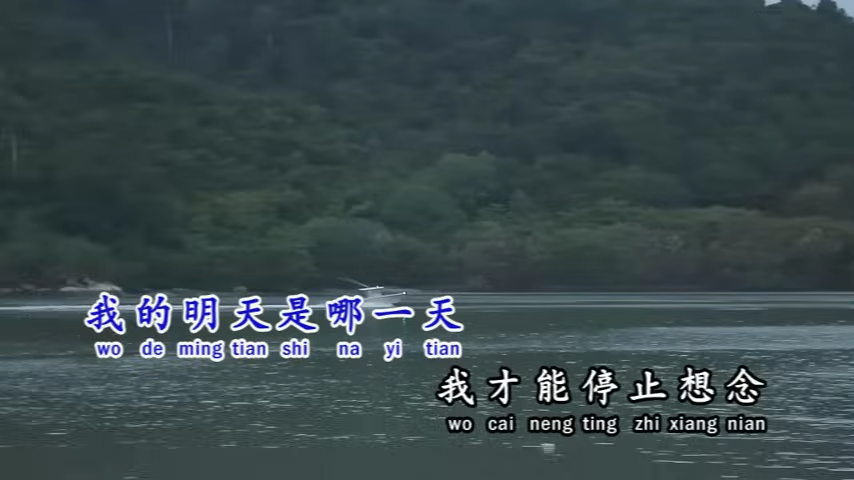 我的明天是哪一天
wo de ming tian shi na yi tian
我才能停止想念
wo cai neng ting zhi xiang nian